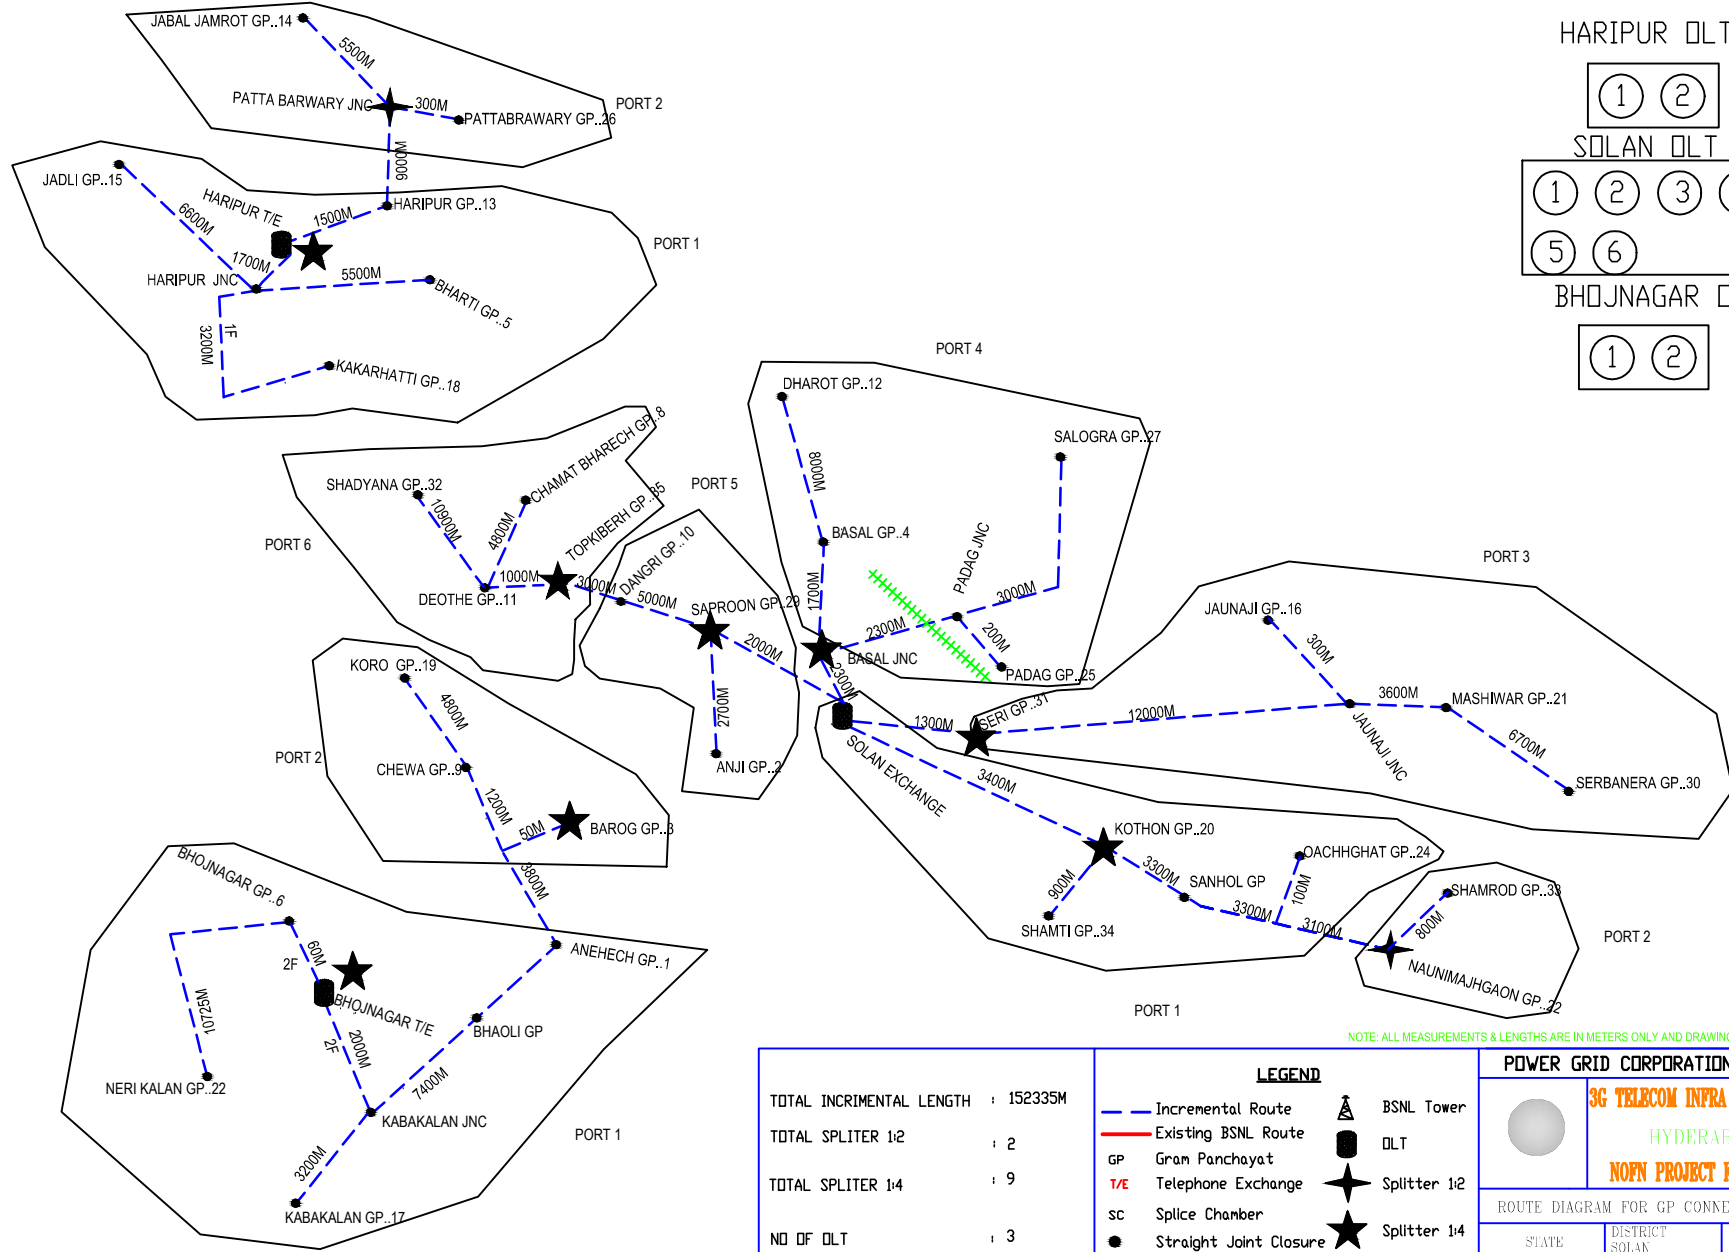 JABAL JAMROT GP..14
5500M
PATTA BARWARY JNC
300M
PATTABRAWARY GP..26
PORT 2
9000M
JADLI GP..15
HARIPUR T/E
HARIPUR GP..13
1500M
6600M
1700M
PORT 1
HARIPUR JNC
5500M
BHARTI GP..5
1F
3200M
KAKARHATTI GP..18
HARIPUR OLT
1 2
SOLAN OLT
1 2 3
5 6
BHOJNAGAR O
1 2
PORT 4
DHAROT GP..12
8000M
SALOGRA GP..27
BASAL GP..4
PADAG JNC
1700M
3000M
2300M
200M
PADAG GP..25
BASAL JNC
2300M
CHAMAT BHARECH GP..8
SHADYANA GP..32
10900M
4800M
TOPKIBERH GP..35
PORT 6
1000M
DEOTHE GP..11
3000M
PORT 5
DANGRI GP..10
5000M
SAPROON GP..29
2000M
2700M
ANJI GP..2
PORT 3
JAUNAJI GP..16
300M
3600M
MASHIWAR GP..21
JAUNAJI JNC
6700M
SERBANERA GP..30
SERI GP..31
1300M
12000M
SOLAN EXCHANGE
3400M
KOTHON GP..20
OACHHGHAT GP..24
900M
3300M
SANHOL GP
100M
3300M
3100M
SHAMTI GP..34
SHAMROD GP..33
800M
NAUNIMAJHGAON GP..22
PORT 2
PORT 1
KORO GP..19
4800M
PORT 2
CHEWA GP..9
1200M
50M
BAROG GP..3
3800M
BHOJNAGAR GP..6
60M
2F
ANEHECH GP..1
BHOJNAGAR T/E
10725M
2000M
2F
BHAOLI GP
NERI KALAN GP..22
7400M
KABAKALAN JNC
3200M
PORT 1
KABAKALAN GP..17
NOTE: ALL MEASUREMENTS & LENGTHS ARE IN METERS ONLY AND DRAWING
TOTAL INCRIMENTAL LENGTH : 152335M
TOTAL SPLITER 1:2 : 2
TOTAL SPLITER 1:4 : 9
NO OF OLT : 3
LEGEND
Incremental Route
BSNL Tower
Existing BSNL Route
OLT
GP Gram Panchayat
T/E Telephone Exchange
Splitter 1:2
SC Splice Chamber
Splitter 1:4
Straight Joint Closure
POWER GRID CORPORATION
3G TELECOM INFRA
NOFN PROJECT
ROUTE DIAGRAM FOR GP CONNE
STATE
DISTRICT
SOLAN